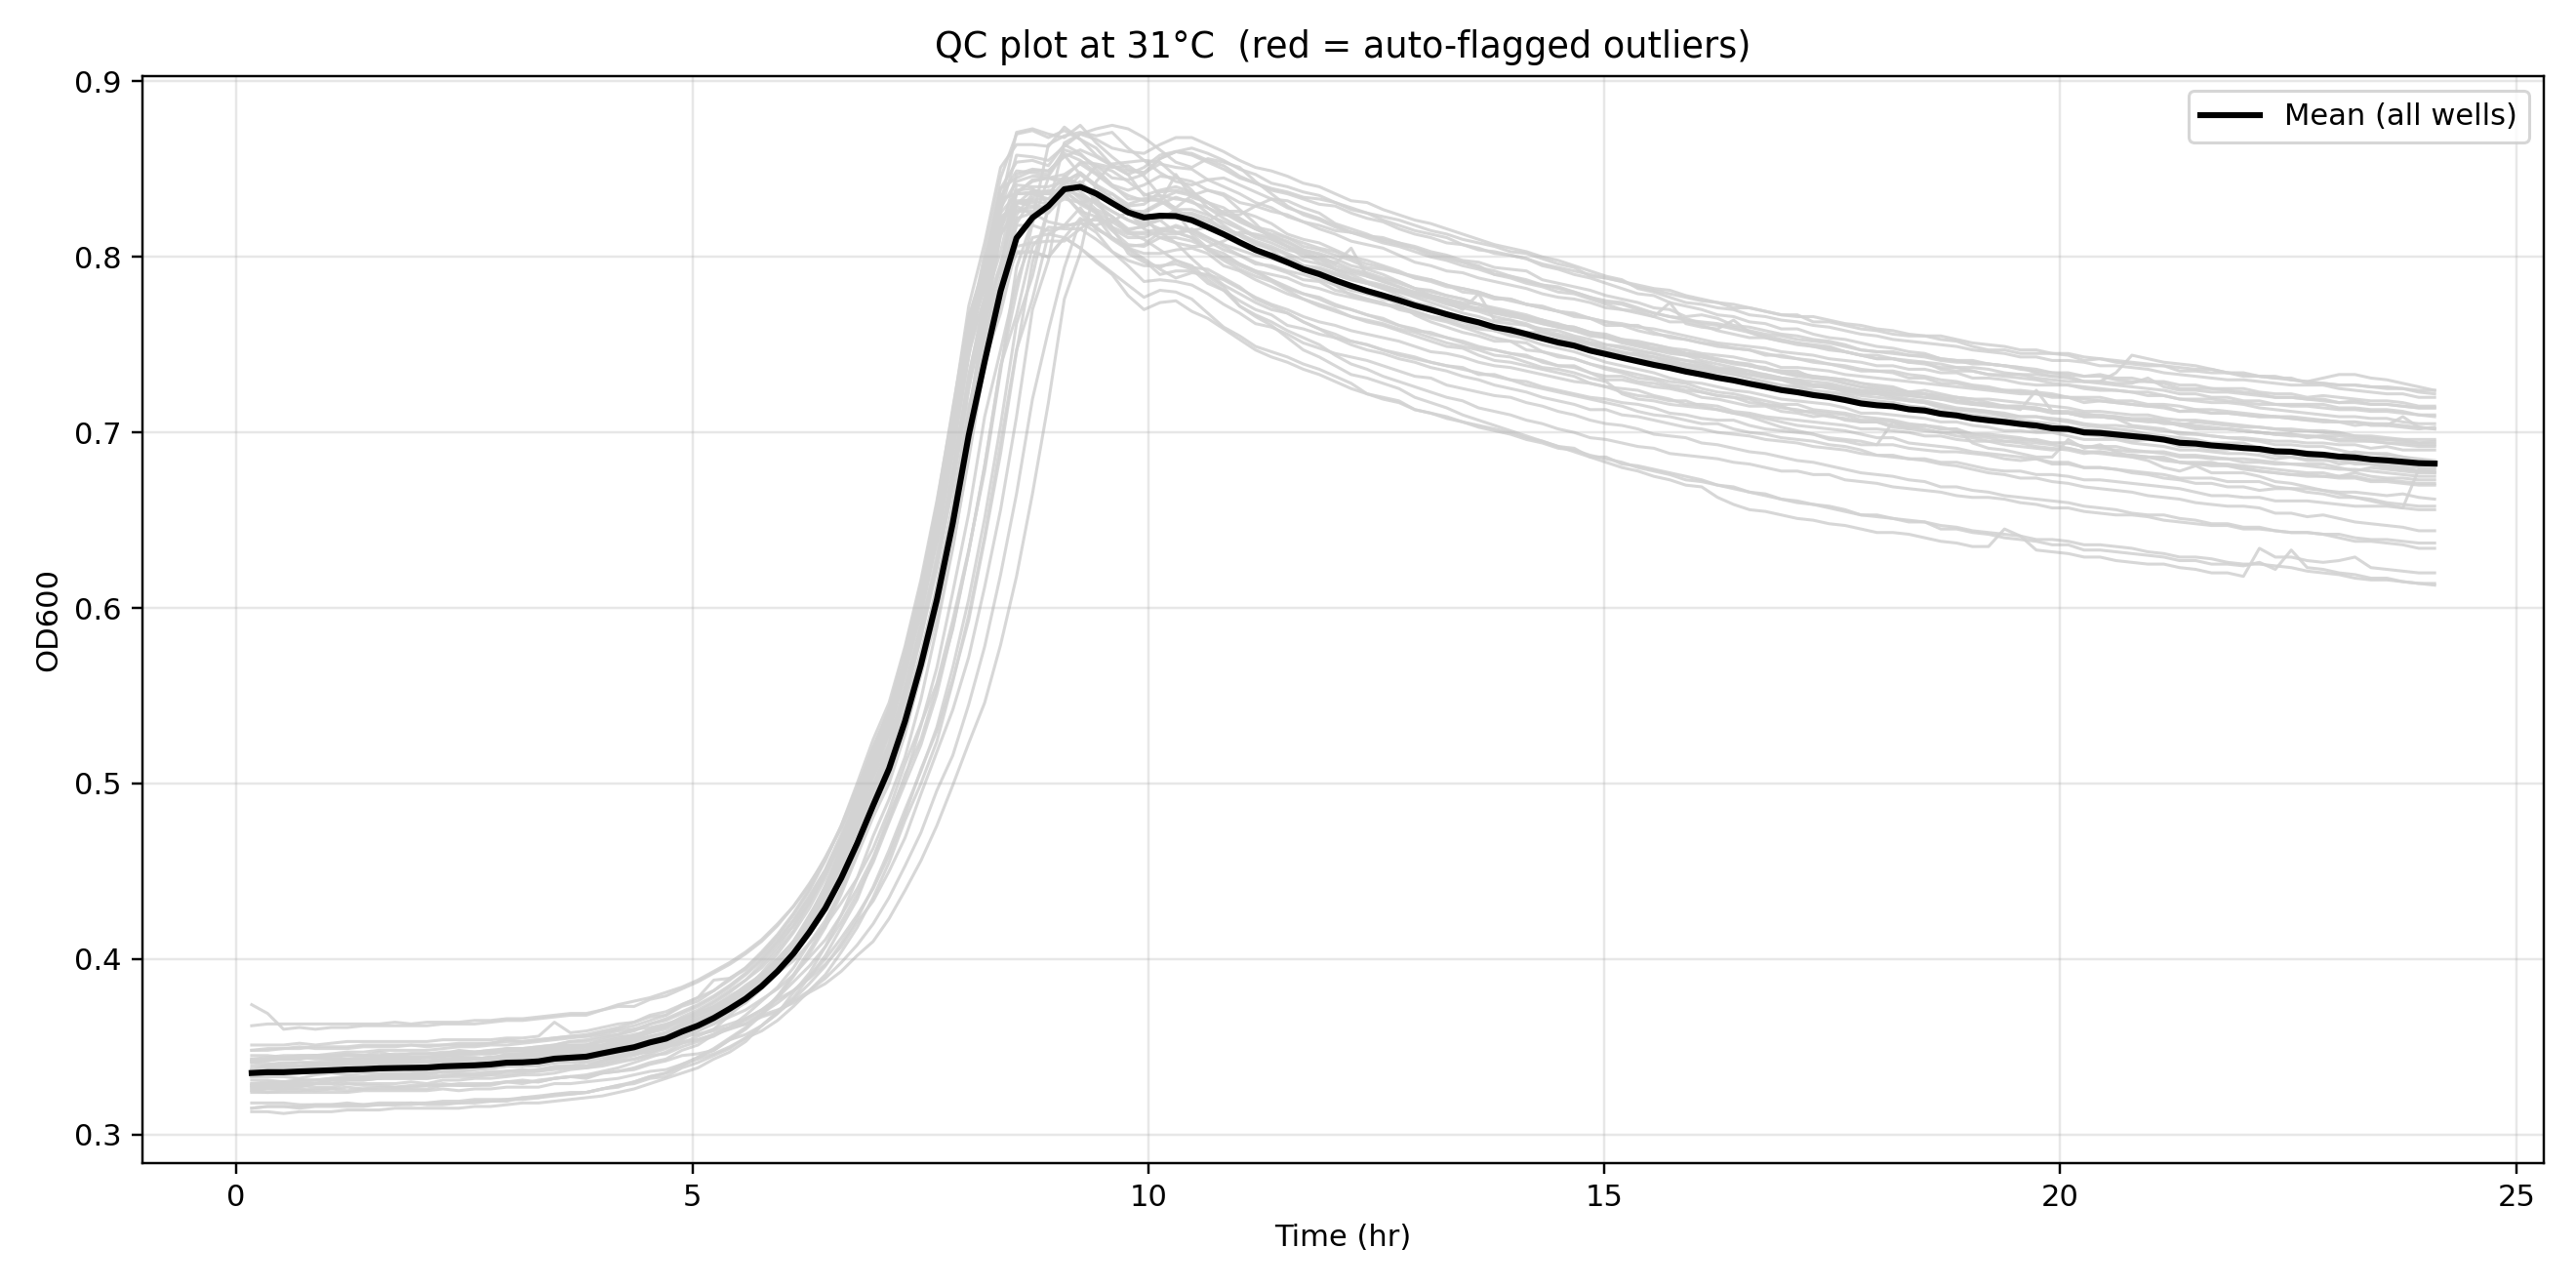 QC plot at 31°C  (red = auto-flagged outliers)
Mean (all wells)
0.9
0.8
0.7
0.6
0.5
0.4
0.3
OD600
0 5 10 15 20 25
Time (hr)